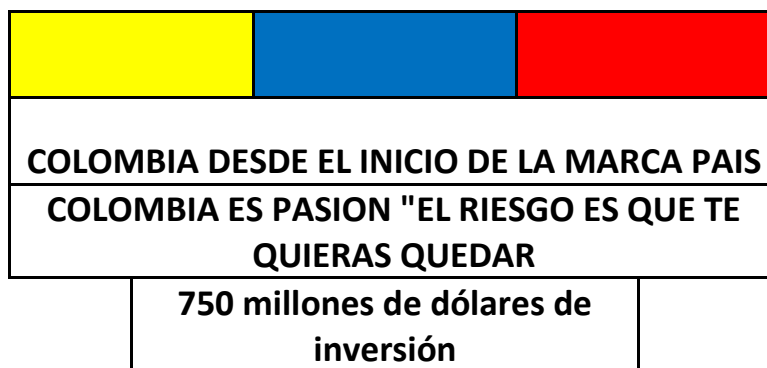 COLOMBIA DESDE EL INICIO DE LA MARCA PAIS
COLOMBIA ES PASION "EL RIESGO ES QUE TE
QUIERAS QUEDAR
750 millones de dólares de
inversión